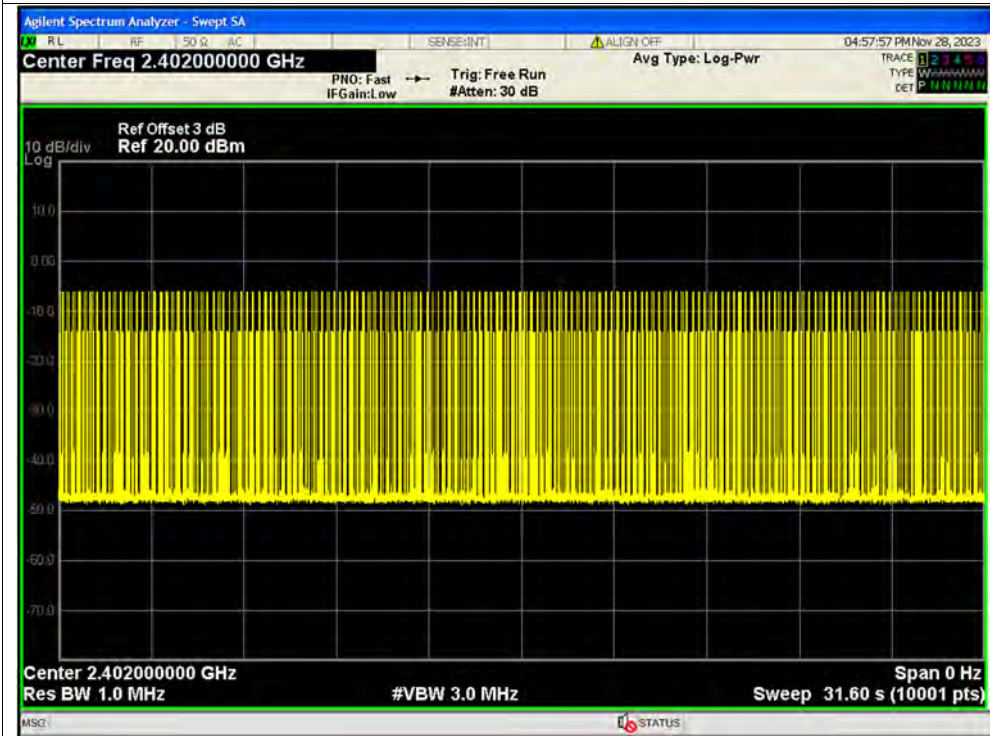 Agilent Spectrum Analyzer - Swept SA
RL RF 50 Ω AC SENSE:INT ALIGN OFF 04:57:57 PM Nov 28, 2023
Center Freq 2.402000000 GHz Avg Type: Log-Pwr TRACE 1 2 3 4 5 6
PNO: Fast Trig: Free Run TYPE W
IFGain:Low #Atten: 30 dB DET P N N N N N
Ref Offset 3 dB
10 dB/div Ref 20.00 dBm
Log
10.0
0.00
-10.0
-20.0
-30.0
-40.0
-50.0
-60.0
-70.0
Center 2.402000000 GHz Span 0 Hz
Res BW 1.0 MHz #VBW 3.0 MHz Sweep 31.60 s (10001 pts)
MSG STATUS